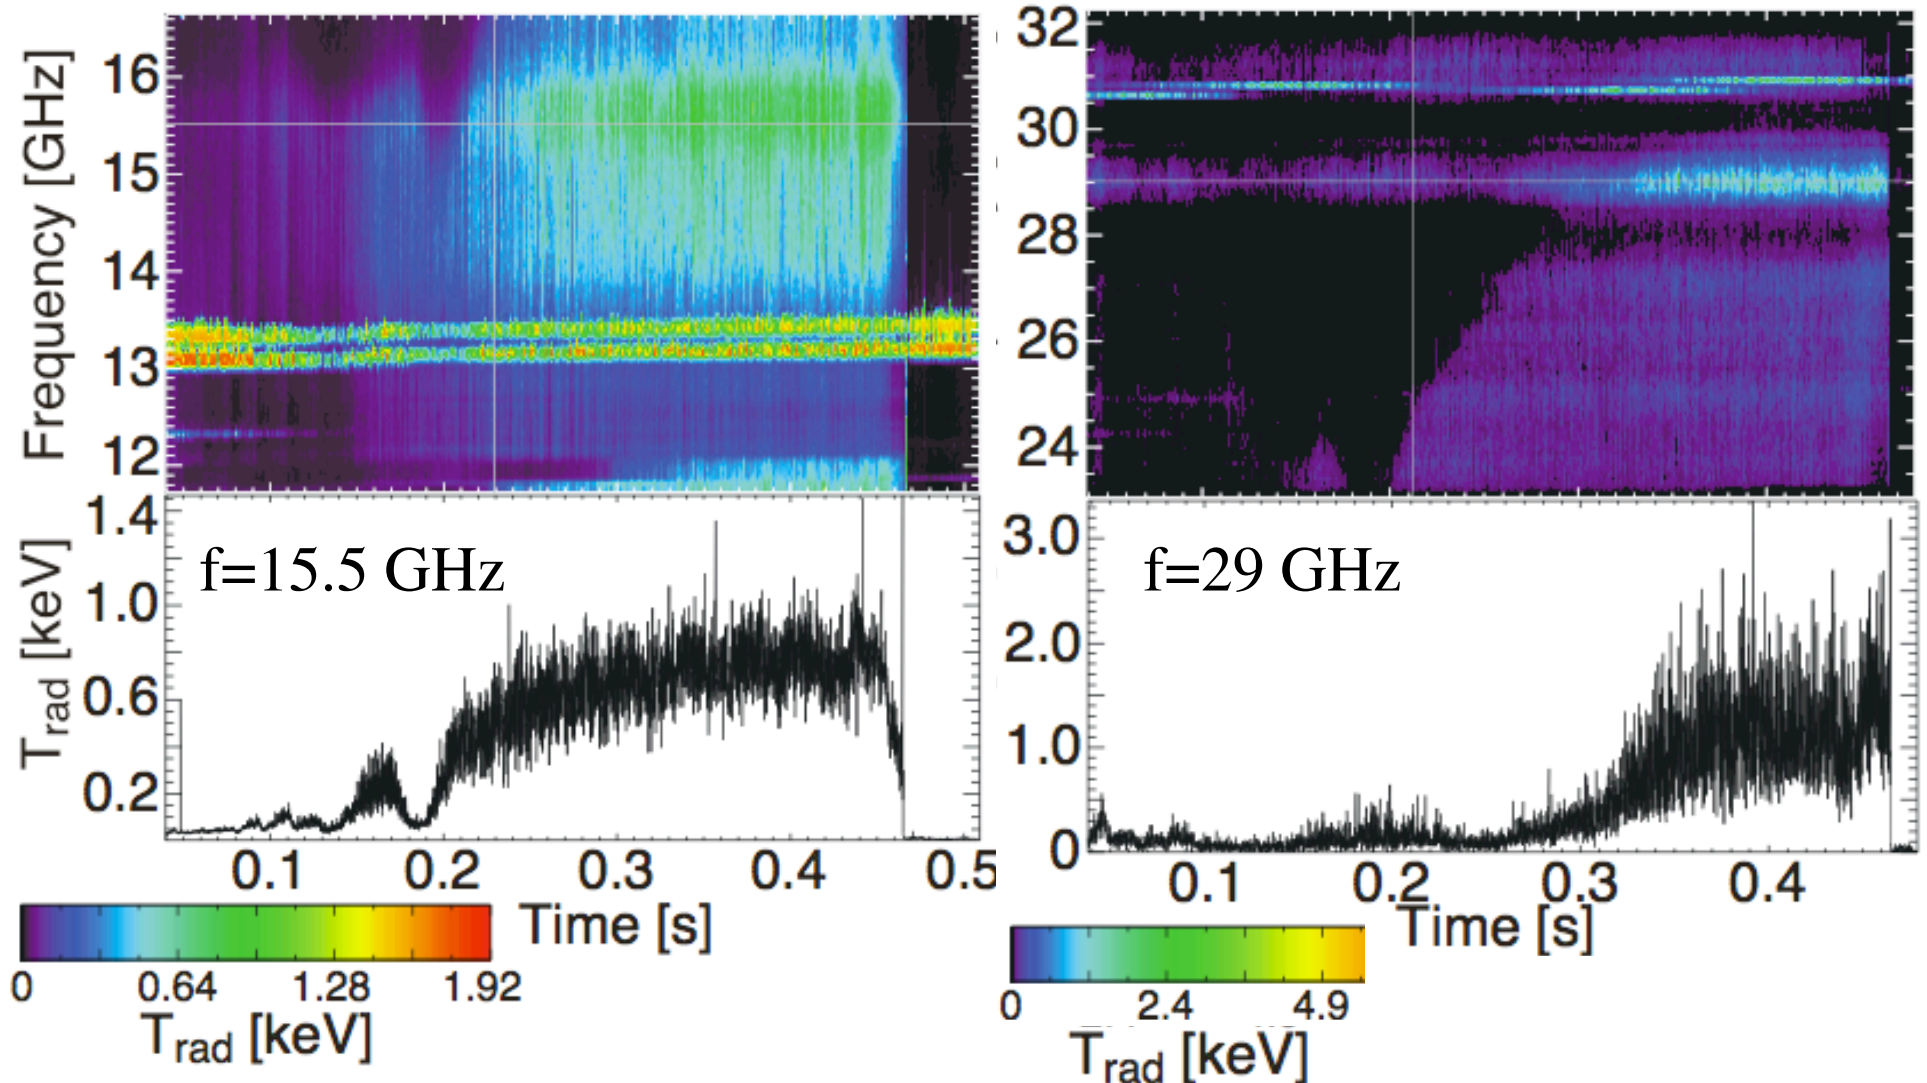 Frequency [GHz]
16
15
14
13
12
32
30
28
26
24
T_rad [keV]
1.4
1.0
0.6
0.2
f=15.5 GHz
3.0
2.0
1.0
0
f=29 GHz
0.1 0.2 0.3 0.4 0.5
Time [s]
0.1 0.2 0.3 0.4
Time [s]
0 0.64 1.28 1.92
T_rad [keV]
0 2.4 4.9
T_rad [keV]